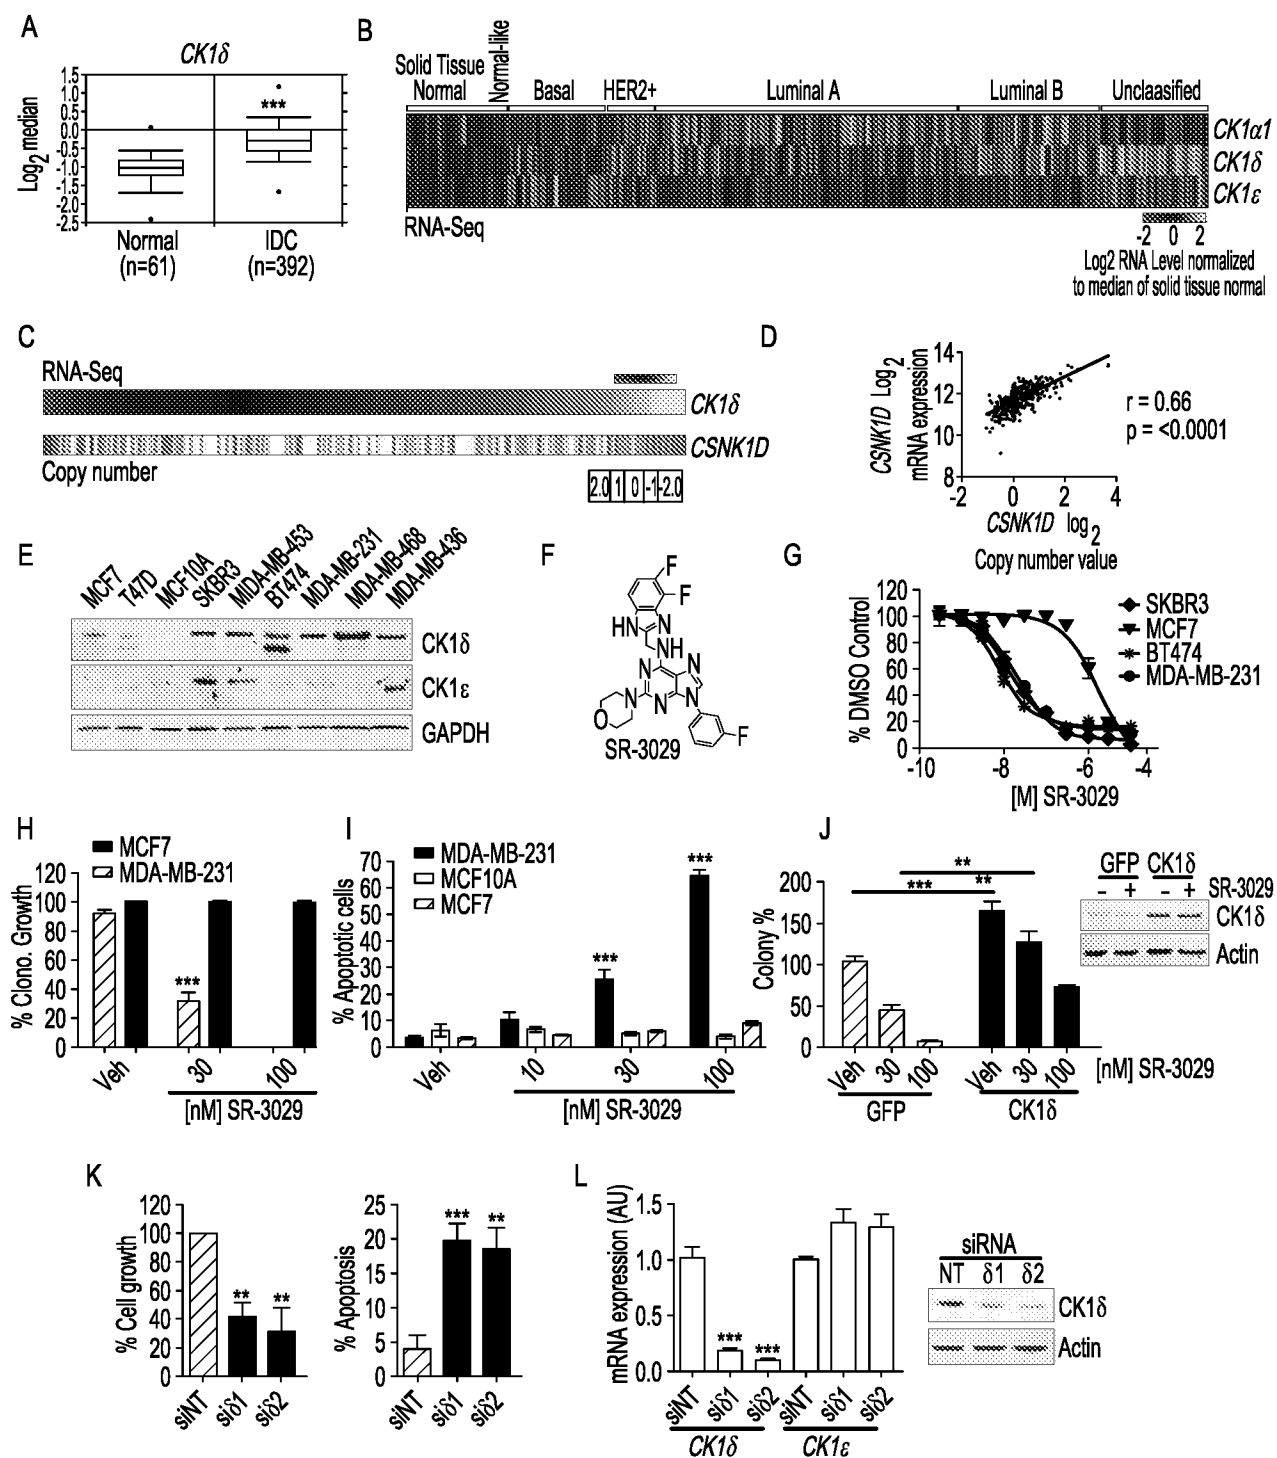 A
CK1δ
Log2 median
1.5
1.0
0.5
0.0
-0.5
-1.0
-1.5
-2.0
-2.5
***
Normal
(n=61)
IDC
(n=392)
B
Solid Tissue
Normal
Normal-like
Basal
HER2+
Luminal A
Luminal B
Unclaasified
CK1α1
CK1δ
CK1ε
RNA-Seq
-2 0 2
Log2 RNA Level normalized
to median of solid tissue normal
C
RNA-Seq
CK1δ
CSNK1D
Copy number
2.0 1 0 -1 -2.0
D
CSNK1D Log2
mRNA expression
14
12
10
8
-2 0 2 4
r = 0.66
p = <0.0001
CSNK1D log2
Copy number value
E
MCF7
T47D
MCF10A
SKBR3
MIDA-MB-453
BT474
MDA-MB-231
MDA-MB-468
MDA-MB-436
CK1δ
CK1ε
GAPDH
F
F
F
HN
N
NH
N
N
N
N
N
N
O
F
SR-3029
G
% DMSO Control
120
100
80
60
40
20
0
-10 -8 -6 -4
[M] SR-3029
SKBR3
MCF7
BT474
MDA-MB-231
H
MCF7
MDA-MB-231
% Clono. Growth
120
100
80
60
40
20
0
***
Veh 30 100
[nM] SR-3029
I
MDA-MB-231
MCF10A
MCF7
% Apoptotic cells
70
60
50
40
30
20
10
0
***
***
Veh 10 30 100
[nM] SR-3029
J
Colony %
200
150
100
50
0
**
*** **
Veh 30 100 Veh 30 100
[nM] SR-3029
GFP CK1δ
GFP CK1δ
– + – + SR-3029
CK1δ
Actin
K
% Cell growth
120
100
80
60
40
20
0
** **
siNT siδ1 siδ2
% Apoptosis
25
20
15
10
5
0
*** **
siNT siδ1 siδ2
L
mRNA expression (AU)
1.5
1.0
0.5
0.0
*** ***
siNT siδ1 siδ2 siNT siδ1 siδ2
CK1δ CK1ε
siRNA
NT δ1 δ2
CK1δ
Actin